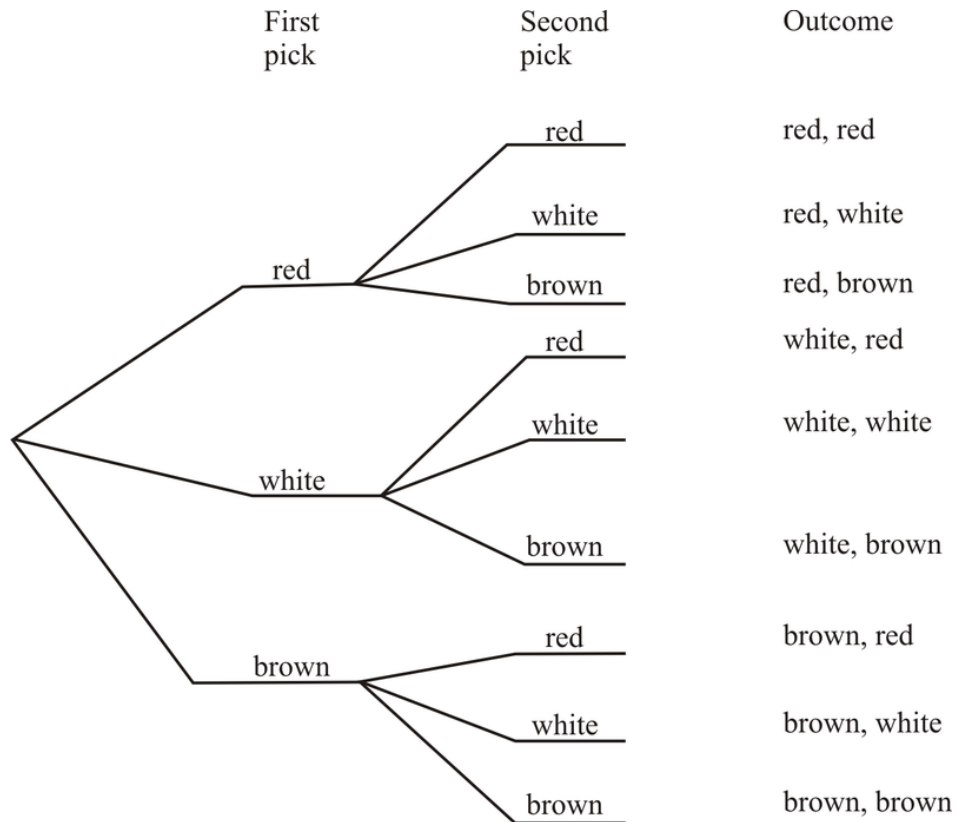 First pick
Second pick
Outcome
red
red, red
white
red, white
red
brown
red, brown
red
white, red
white
white, white
white
brown
white, brown
red
brown, red
brown
white
brown, white
brown
brown, brown